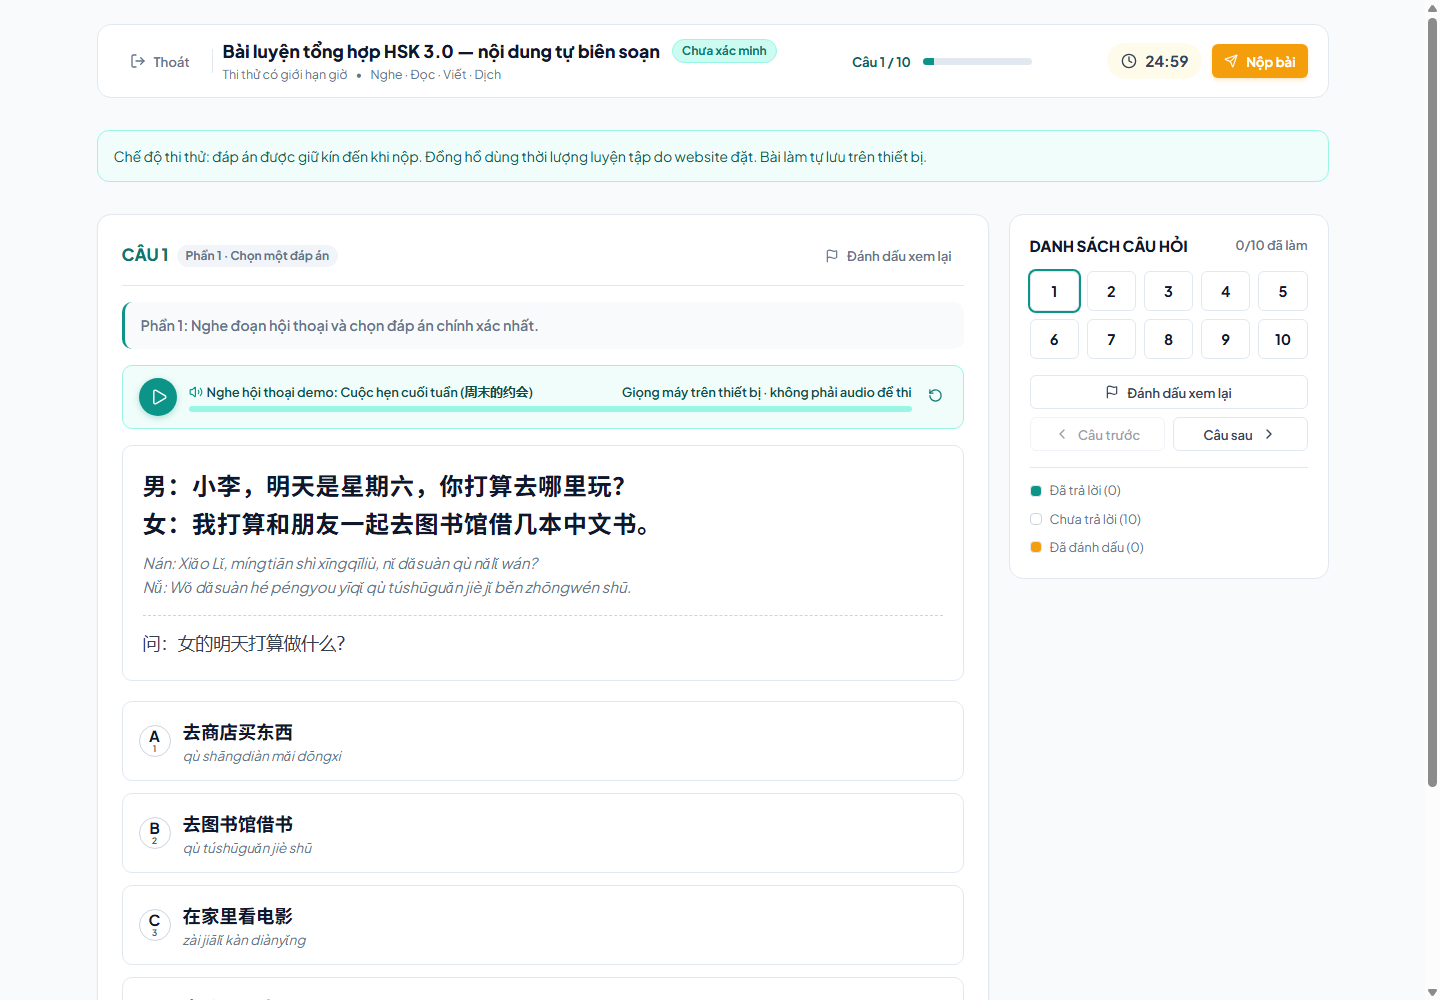 Thoát
Bài luyện tổng hợp HSK 3.0 — nội dung tự biên soạn
Chưa xác minh
Thi thử có giới hạn giờ • Nghe · Đọc · Viết · Dịch
Câu 1 / 10
24:59
Nộp bài
Chế độ thi thử: đáp án được giữ kín đến khi nộp. Đồng hồ dùng thời lượng luyện tập do website đặt. Bài làm tự lưu trên thiết bị.
CÂU 1
Phần 1 · Chọn một đáp án
Đánh dấu xem lại
Phần 1: Nghe đoạn hội thoại và chọn đáp án chính xác nhất.
Nghe hội thoại demo: Cuộc hẹn cuối tuần (周末的约会)
Giọng máy trên thiết bị · không phải audio đề thi
男：小李，明天是星期六，你打算去哪里玩？
女：我打算和朋友一起去图书馆借几本中文书。
Nán: Xiǎo Lǐ, míngtiān shì xīngqīliù, nǐ dǎsuàn qù nǎlǐ wán?
Nǚ: Wǒ dǎsuàn hé péngyou yīqǐ qù túshūguǎn jiè jǐ běn zhōngwén shū.
问：女的明天打算做什么？
A
1
去商店买东西
qù shāngdiàn mǎi dōngxi
B
2
去图书馆借书
qù túshūguǎn jiè shū
C
3
在家里看电影
zài jiālǐ kàn diànyǐng
DANH SÁCH CÂU HỎI
0/10 đã làm
1 2 3 4 5
6 7 8 9 10
Đánh dấu xem lại
Câu trước
Câu sau
Đã trả lời (0)
Chưa trả lời (10)
Đã đánh dấu (0)